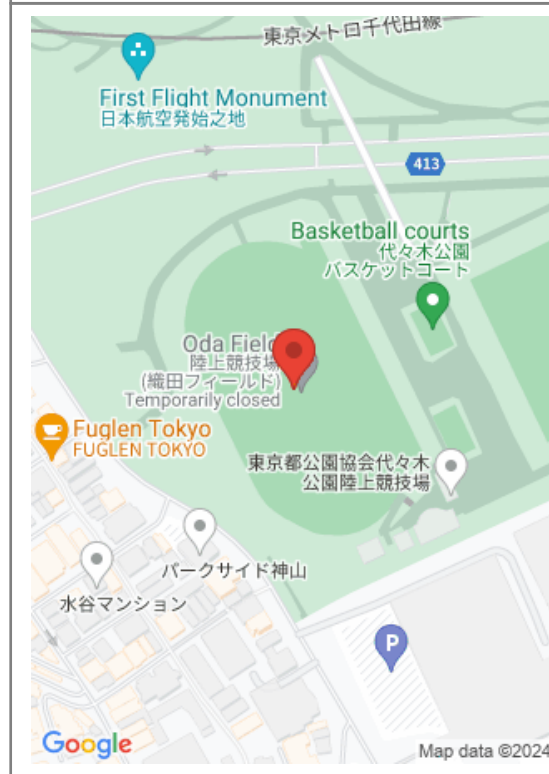 東京メトロ千代田線
First Flight Monument
日本航空発始之地
413
Basketball courts
代々木公園
バスケットコート
Oda Field
陸上競技場
(織田フィールド)
Temporarily closed
Fuglen Tokyo
FUGLEN TOKYO
東京都公園協会代々木
公園陸上競技場
パークサイド神山
水谷マンション
P
Google
Map data ©2024